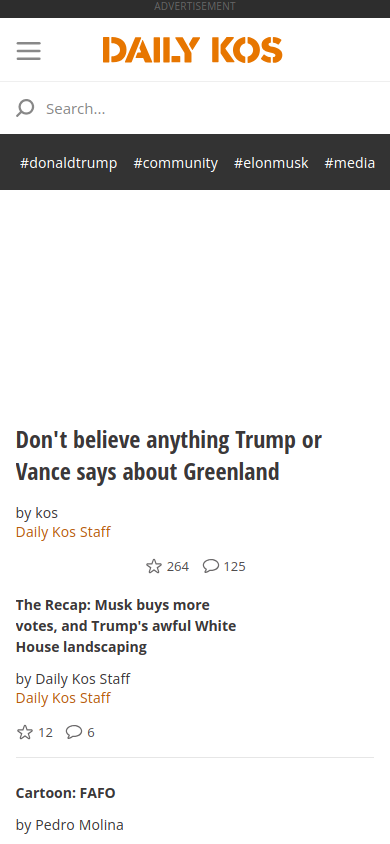 ADVERTISEMENT
DAILY KOS
Search...
#donaldtrump #community #elonmusk #media
Don't believe anything Trump or
Vance says about Greenland
by kos
Daily Kos Staff
264 125
The Recap: Musk buys more
votes, and Trump's awful White
House landscaping
by Daily Kos Staff
Daily Kos Staff
12 6
Cartoon: FAFO
by Pedro Molina